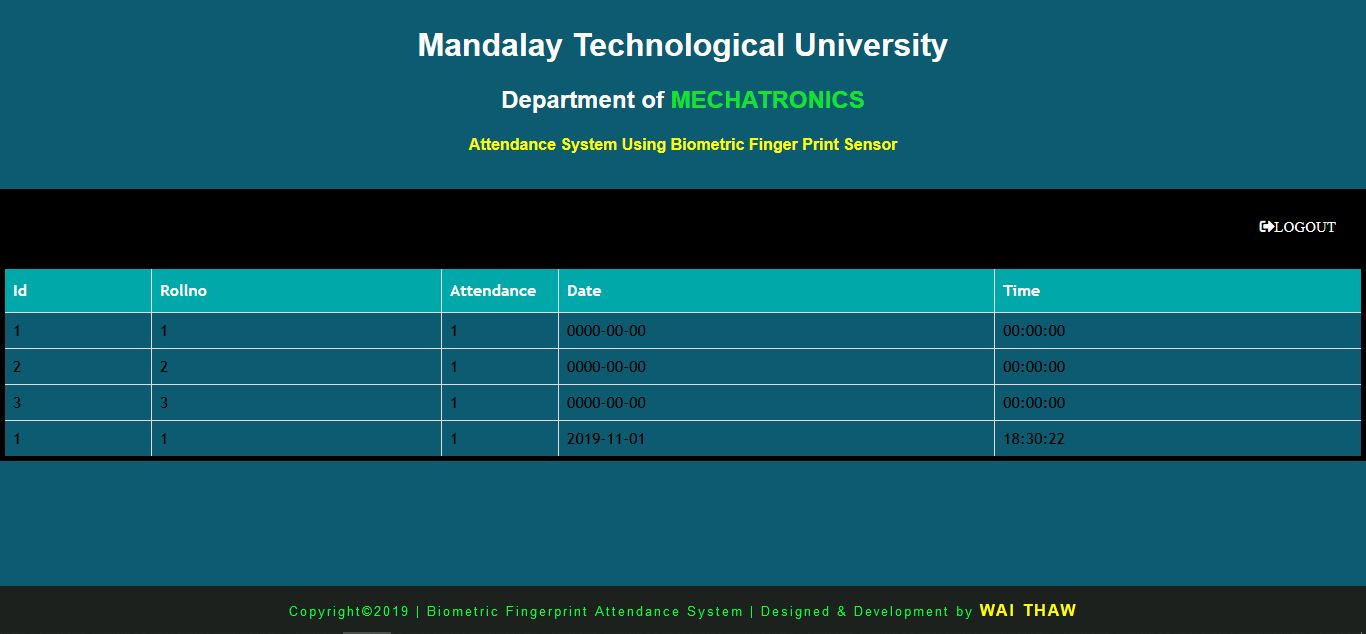 Mandalay Technological University
Department of MECHATRONICS
Attendance System Using Biometric Finger Print Sensor
LOGOUT
Id Rollno Attendance Date Time
1 1 1 0000-00-00 00:00:00
2 2 1 0000-00-00 00:00:00
3 3 1 0000-00-00 00:00:00
1 1 1 2019-11-01 18:30:22
Copyright©2019 | Biometric Fingerprint Attendance System | Designed & Development by WAI THAW